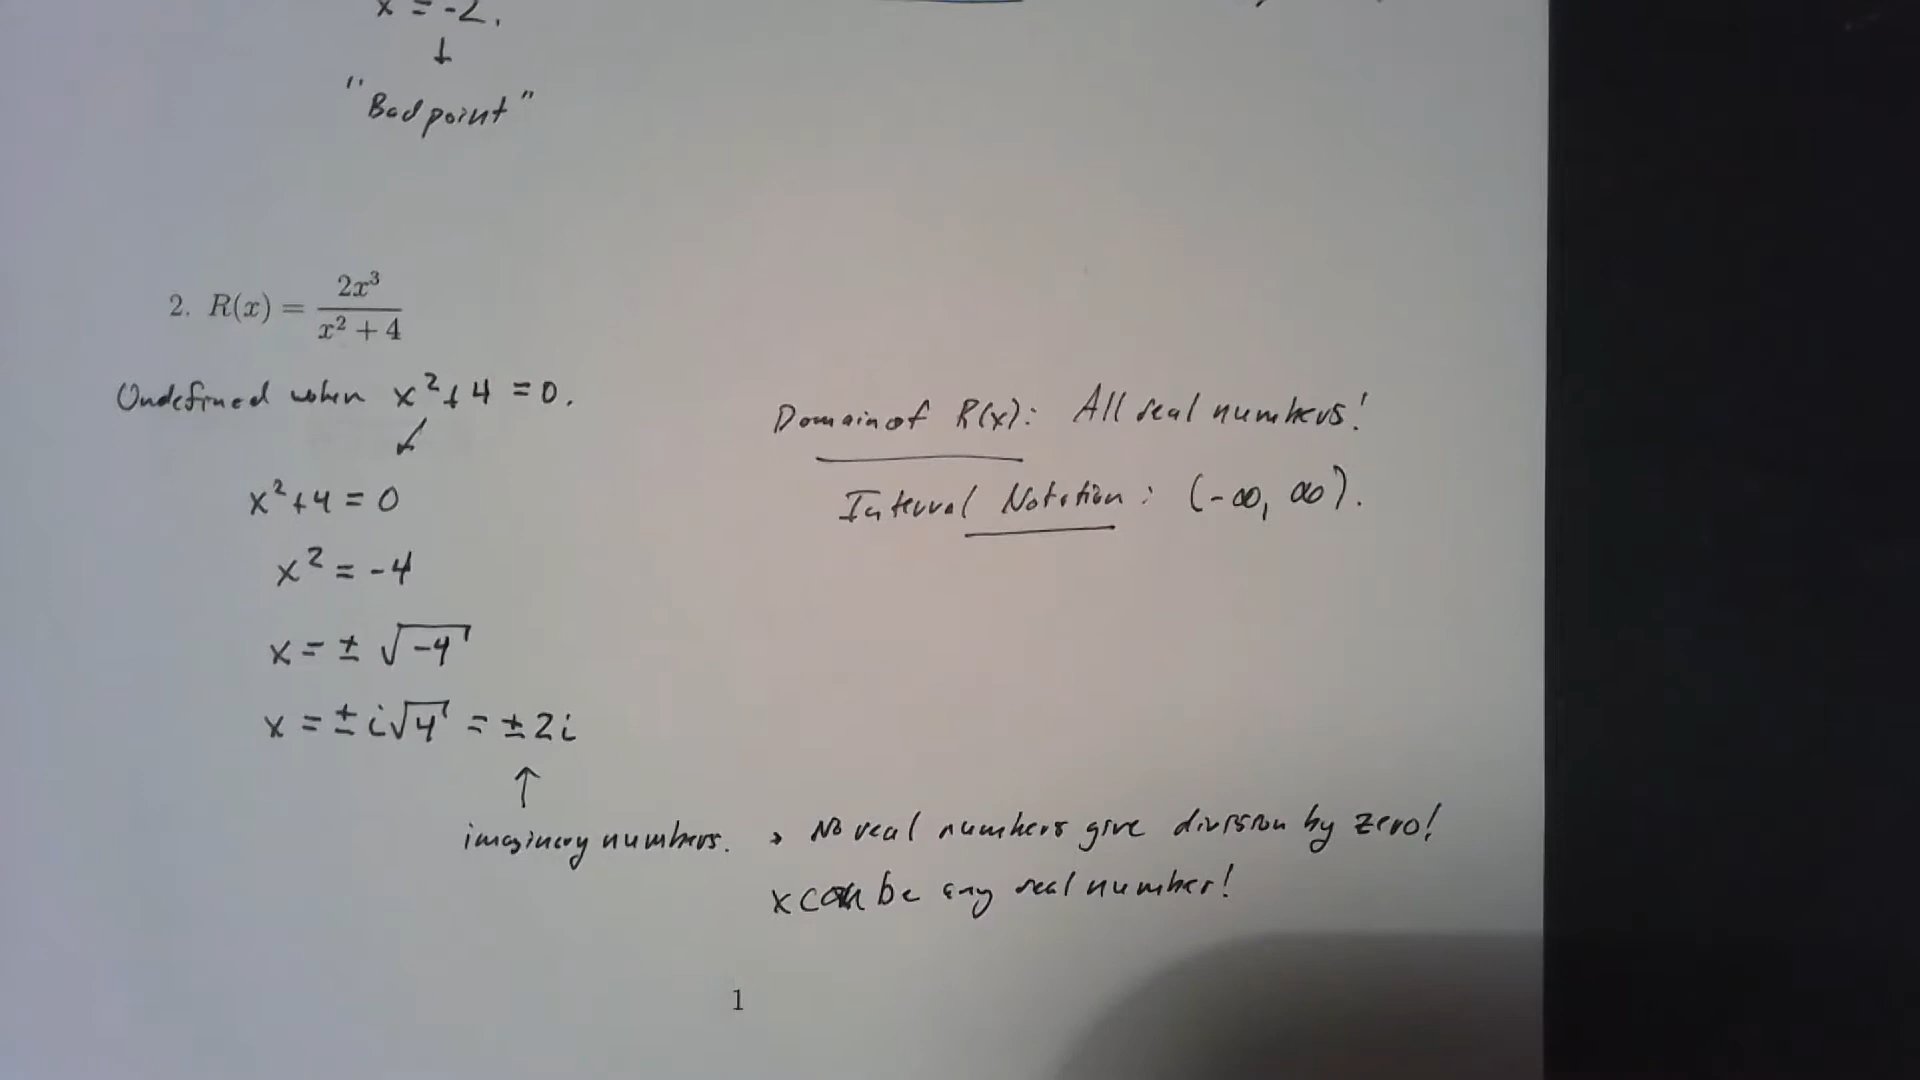 x = -2.
↓
"Bad point"
2. R(x) = 2x³ / (x² + 4)
Undefined when x² + 4 = 0.
↙
x² + 4 = 0
x² = -4
x = ± √-4
x = ± i√4 = ± 2i
↑
imaginary numbers.
Domain of R(x): All real numbers!
Interval Notation: (-∞, ∞).
→ No real numbers give division by zero!
x can be any real number!
1